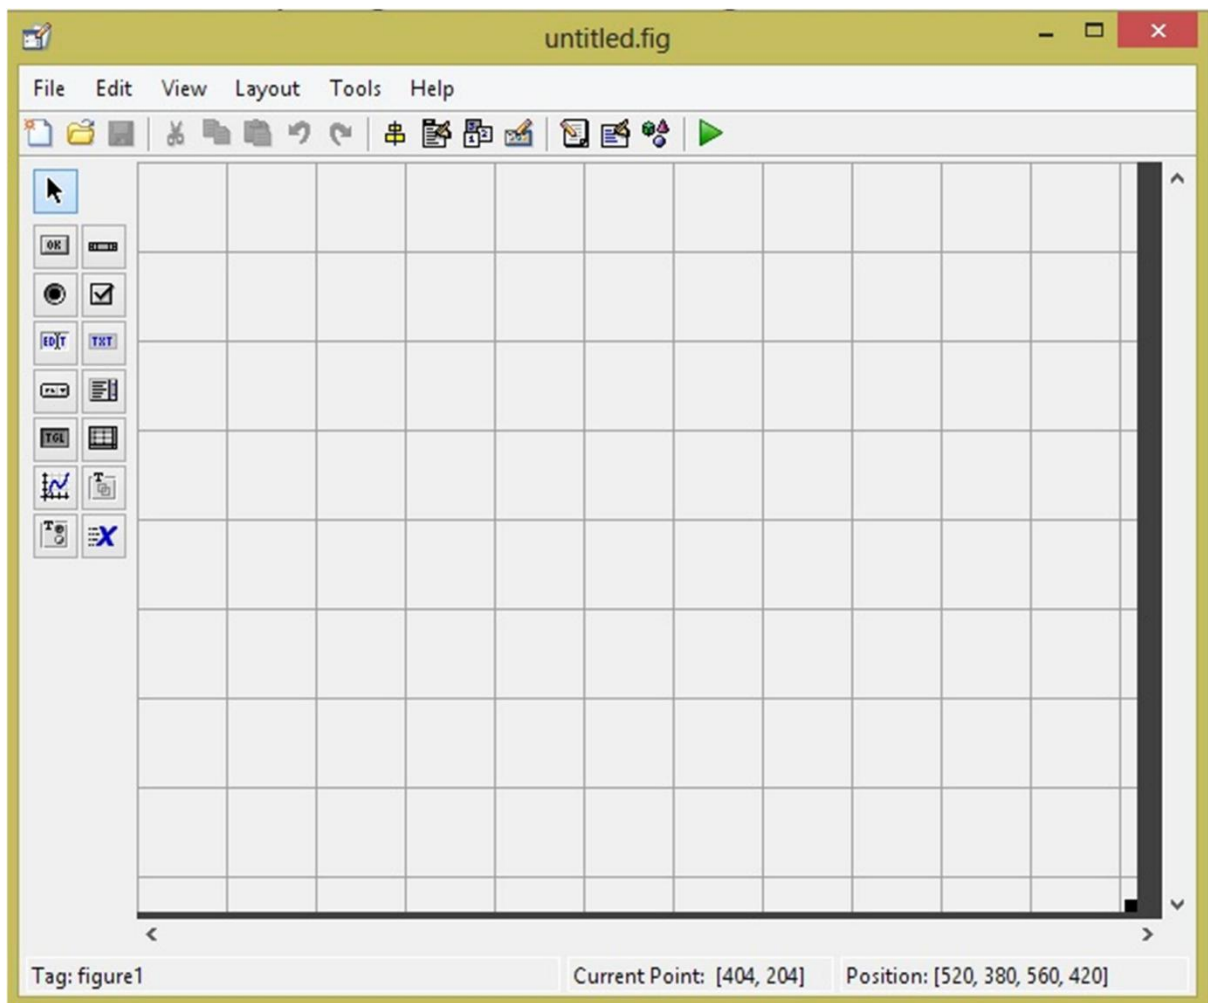 untitled.fig
File Edit View Layout Tools Help
OK
EDIT TXT
TGL
Tag: figure1 Current Point: [404, 204] Position: [520, 380, 560, 420]